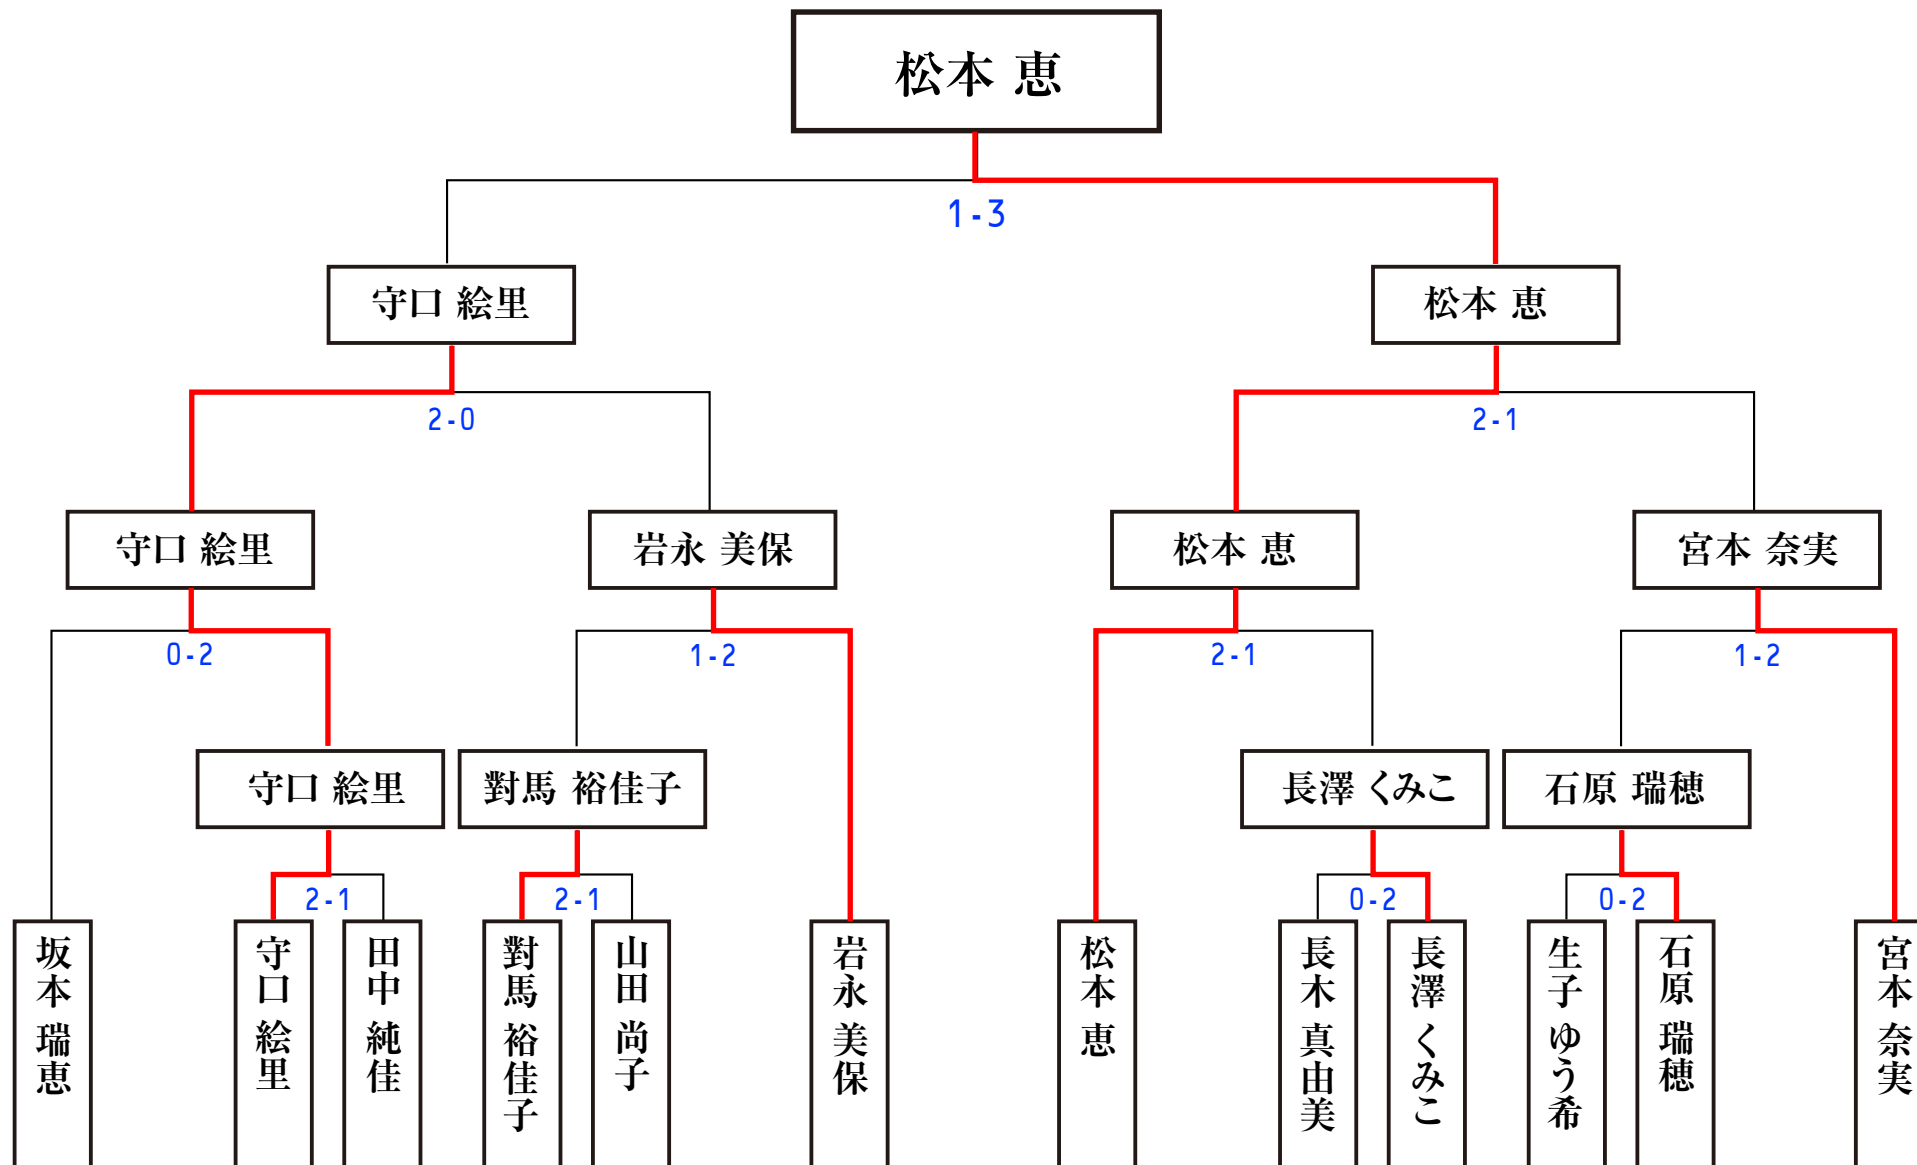 松本 恵
1-3
守口 絵里
松本 恵
2-0
2-1
守口 絵里
岩永 美保
松本 恵
宮本 奈実
0-2
1-2
2-1
1-2
守口 絵里
對馬 裕佳子
長澤 くみこ
石原 瑞穂
2-1
2-1
0-2
0-2
坂本 瑞恵
守口 絵里
田中 純佳
對馬 裕佳子
山田 尚子
岩永 美保
松本 恵
長木 真由美
長澤 くみこ
生子 ゆう希
石原 瑞穂
宮本 奈実